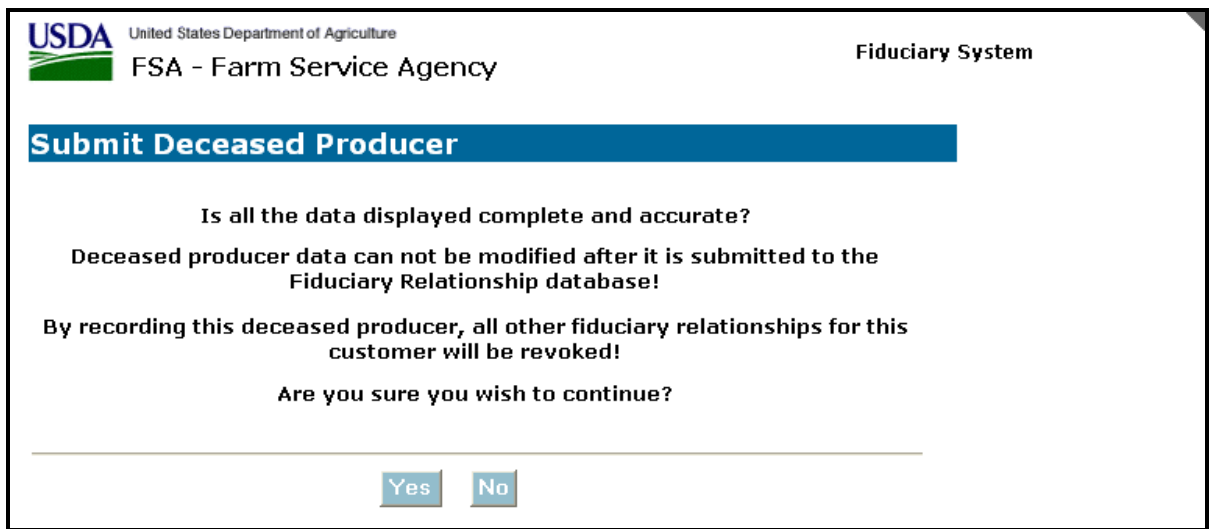 USDA
United States Department of Agriculture
FSA - Farm Service Agency
Fiduciary System
Submit Deceased Producer
Is all the data displayed complete and accurate?
Deceased producer data can not be modified after it is submitted to the
Fiduciary Relationship database!
By recording this deceased producer, all other fiduciary relationships for this
customer will be revoked!
Are you sure you wish to continue?
Yes No